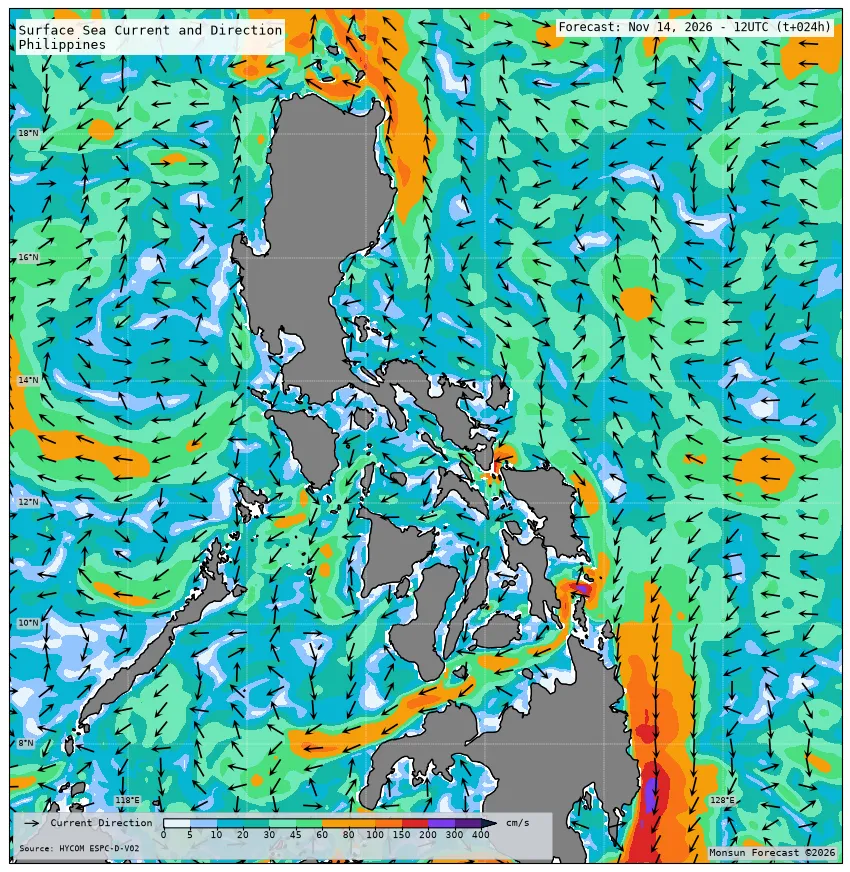 Surface Sea Current and Direction
Philippines
Forecast: Nov 14, 2026 - 12UTC (t+024h)
18°N
16°N
14°N
12°N
10°N
8°N
118°E
128°E
Current Direction
cm/s
0 5 10 20 30 45 60 80 100 150 200 300 400
Source: HYCOM ESPC-D-V02
Monsun Forecast ©2026